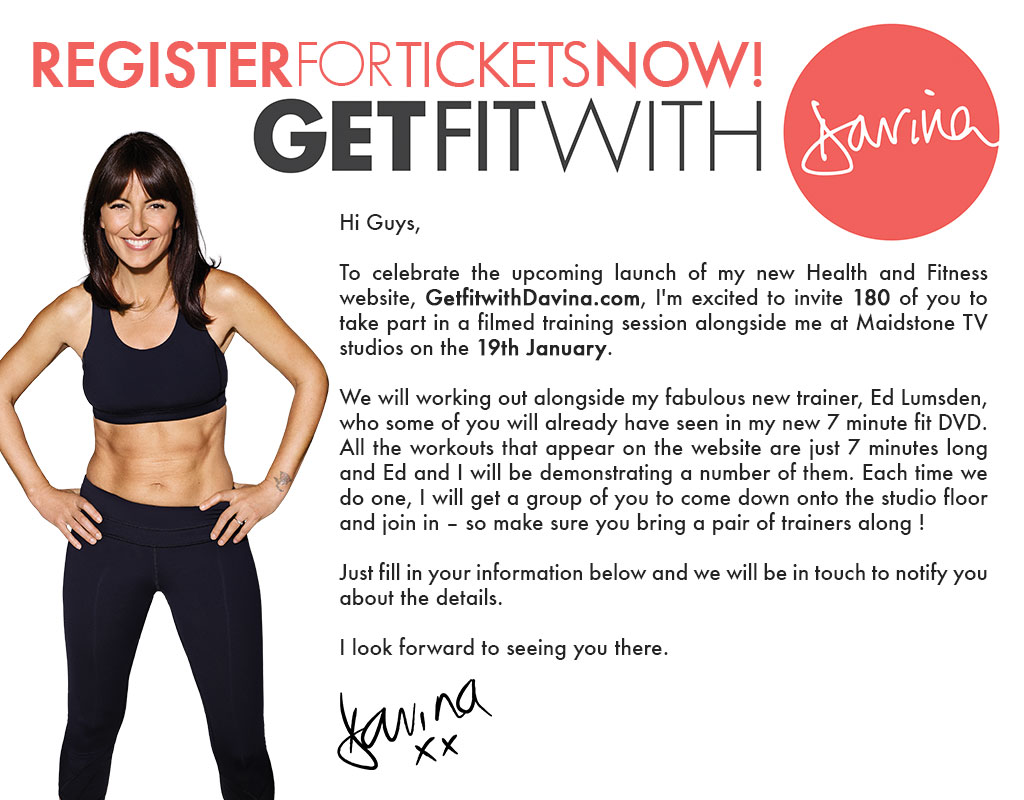 REGISTERFORTICKETSNOW!
GETFITWITH
Davina
Hi Guys,
To celebrate the upcoming launch of my new Health and Fitness
website, GetfitwithDavina.com, I'm excited to invite 180 of you to
take part in a filmed training session alongside me at Maidstone TV
studios on the 19th January.
We will working out alongside my fabulous new trainer, Ed Lumsden,
who some of you will already have seen in my new 7 minute fit DVD.
All the workouts that appear on the website are just 7 minutes long
and Ed and I will be demonstrating a number of them. Each time we
do one, I will get a group of you to come down onto the studio floor
and join in – so make sure you bring a pair of trainers along !
Just fill in your information below and we will be in touch to notify you
about the details.
I look forward to seeing you there.
Davina
xx